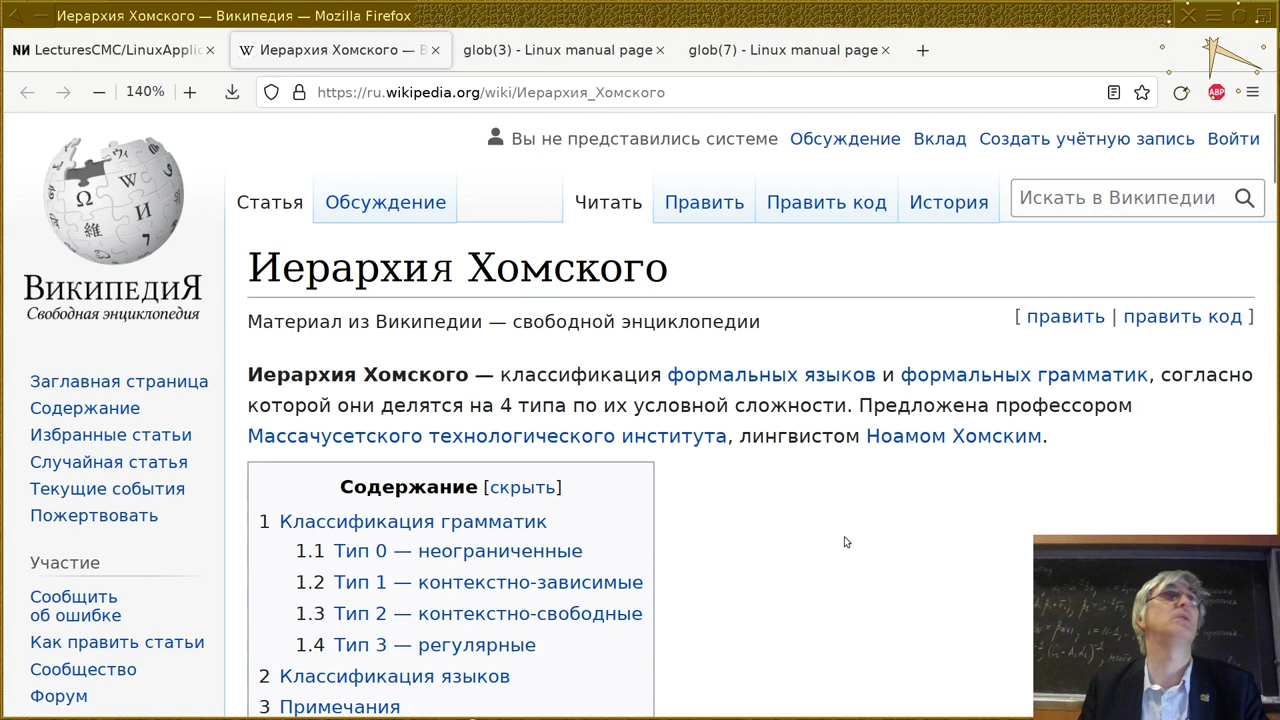 Иерархия Хомского — Википедия — Mozilla Firefox
LecturesCMC/LinuxApplic
Иерархия Хомского — В
glob(3) - Linux manual page
glob(7) - Linux manual page
140%
https://ru.wikipedia.org/wiki/Иерархия_Хомского
ABP
Вы не представились системе Обсуждение Вклад Создать учётную запись Войти
Статья Обсуждение Читать Править Править код История Искать в Википедии
ВикипедиЯ
Свободная энциклопедия
Заглавная страница
Содержание
Избранные статьи
Случайная статья
Текущие события
Пожертвовать
Участие
Сообщить
об ошибке
Как править статьи
Сообщество
Форум
Иерархия Хомского
Материал из Википедии — свободной энциклопедии
[ править | править код ]
Иерархия Хомского — классификация формальных языков и формальных грамматик, согласно
которой они делятся на 4 типа по их условной сложности. Предложена профессором
Массачусетского технологического института, лингвистом Ноамом Хомским.
Содержание [скрыть]
1 Классификация грамматик
1.1 Тип 0 — неограниченные
1.2 Тип 1 — контекстно-зависимые
1.3 Тип 2 — контекстно-свободные
1.4 Тип 3 — регулярные
2 Классификация языков
3 Примечания